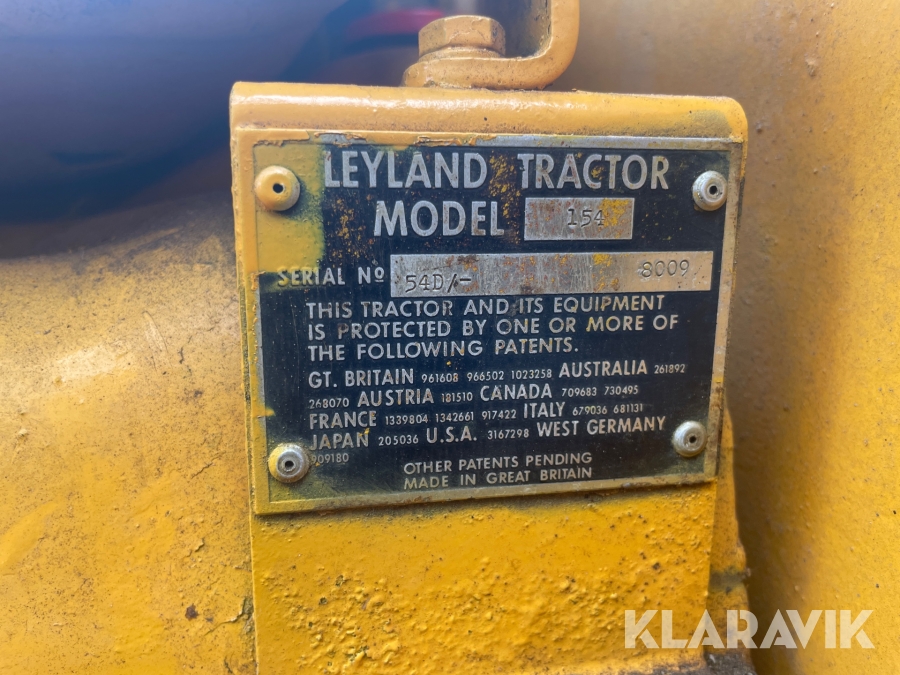 LEYLAND TRACTOR
MODEL 154
SERIAL Nº 54D/- 8009
THIS TRACTOR AND ITS EQUIPMENT
IS PROTECTED BY ONE OR MORE OF
THE FOLLOWING PATENTS.
GT. BRITAIN 961608 966502 1023258 AUSTRALIA 261892
268070 AUSTRIA 181510 CANADA 709683 730495
FRANCE 1339804 1342661 917422 ITALY 679036 681131
JAPAN 205036 U.S.A. 3167298 WEST GERMANY
909180
OTHER PATENTS PENDING
MADE IN GREAT BRITAIN
KLARAVIK